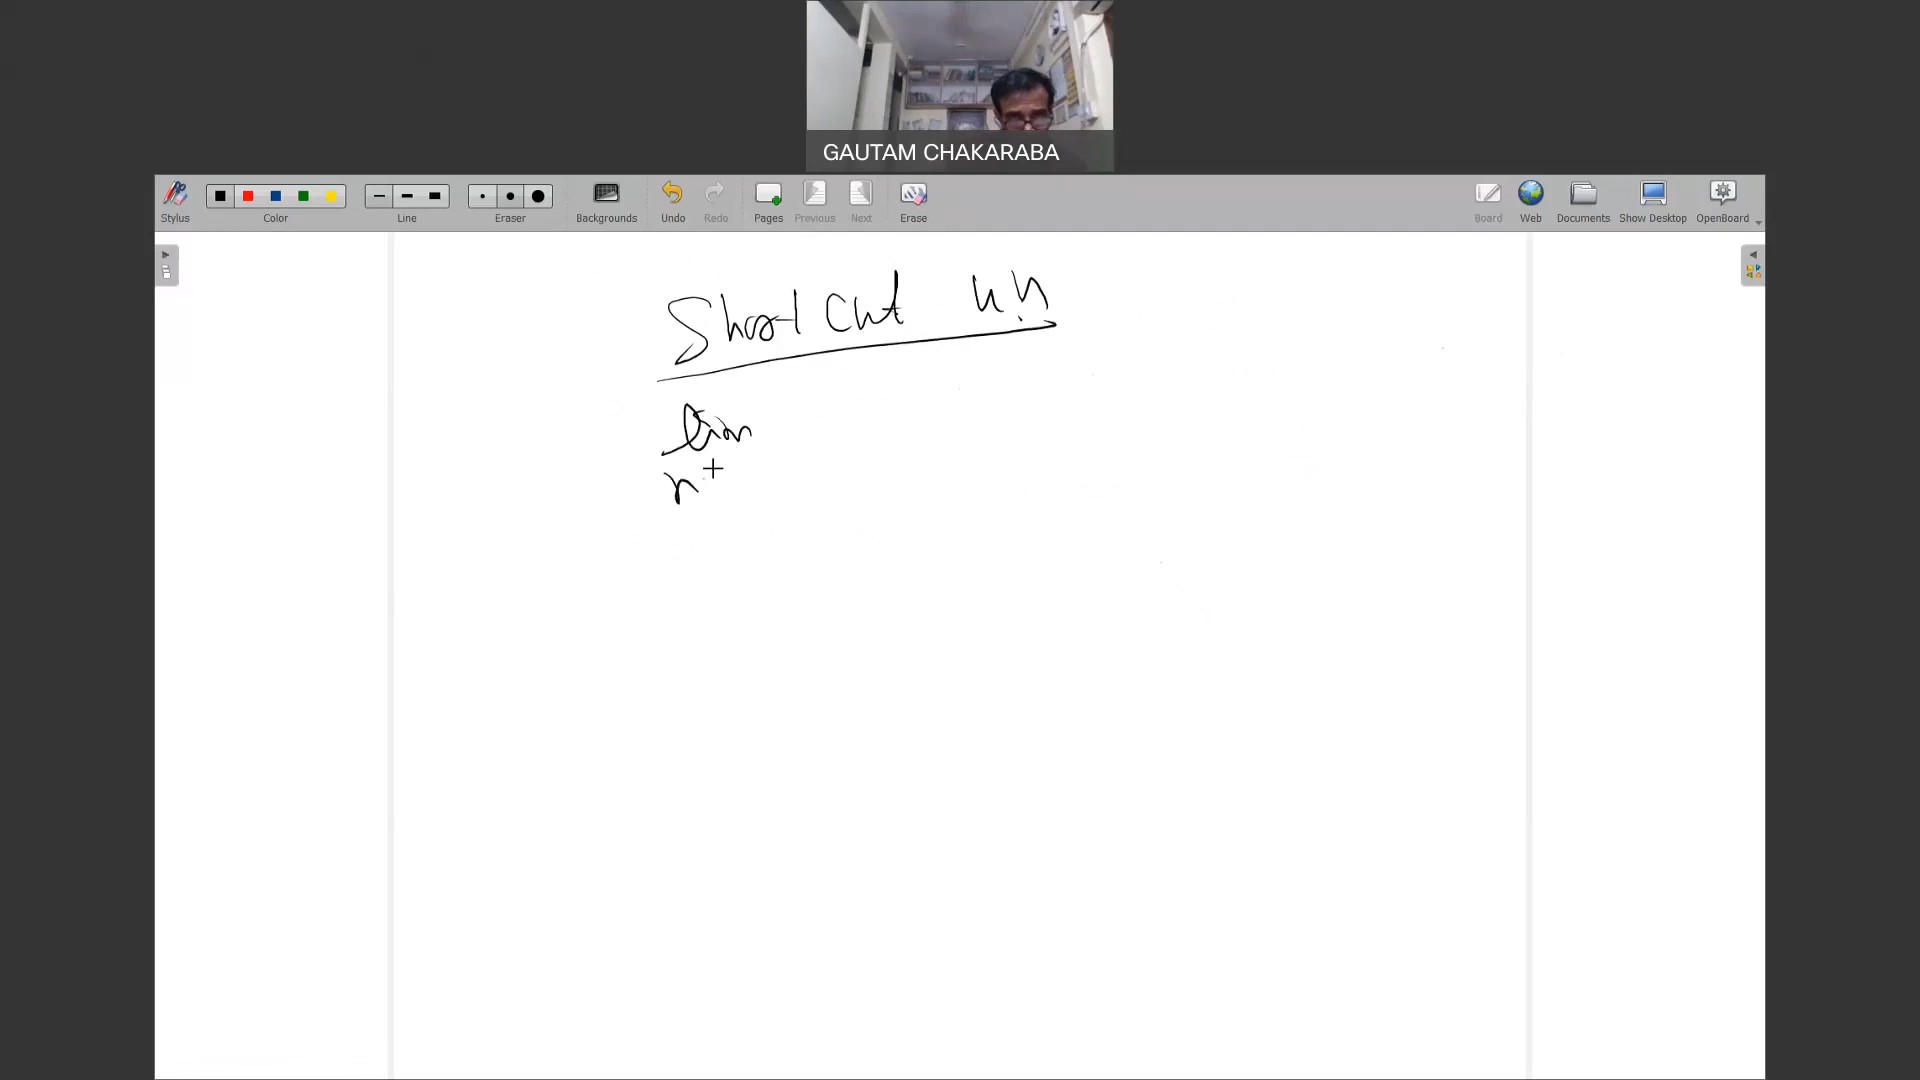 GAUTAM CHAKARABA
Stylus Color Line Eraser Backgrounds Undo Redo Pages Previous Next Erase Board Web Documents Show Desktop OpenBoard
Short Cut
lim
n